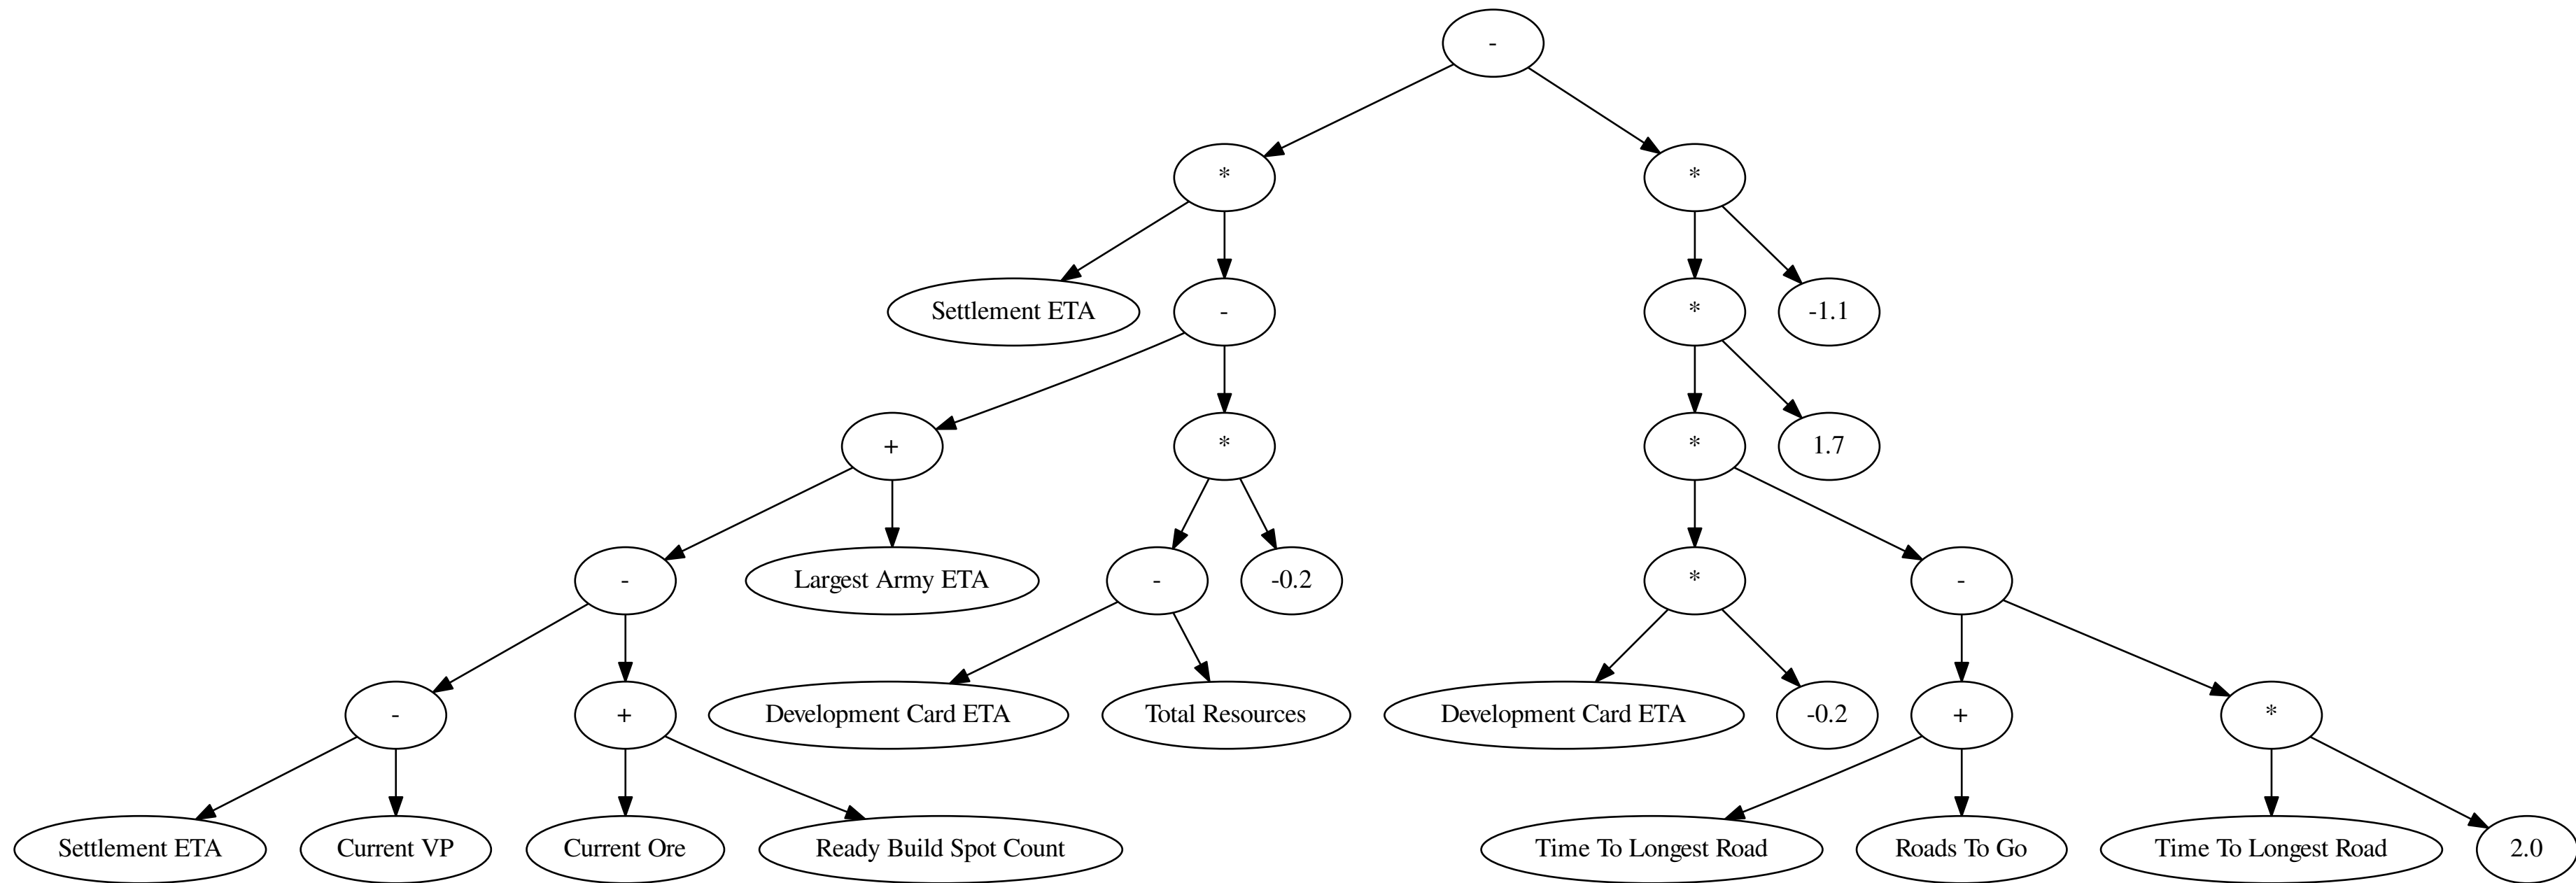 -
*
*
Settlement ETA
-
*
-1.1
+
*
*
1.7
-
Largest Army ETA
-
-0.2
*
-
-
+
Development Card ETA
Total Resources
Development Card ETA
-0.2
+
*
Settlement ETA
Current VP
Current Ore
Ready Build Spot Count
Time To Longest Road
Roads To Go
Time To Longest Road
2.0